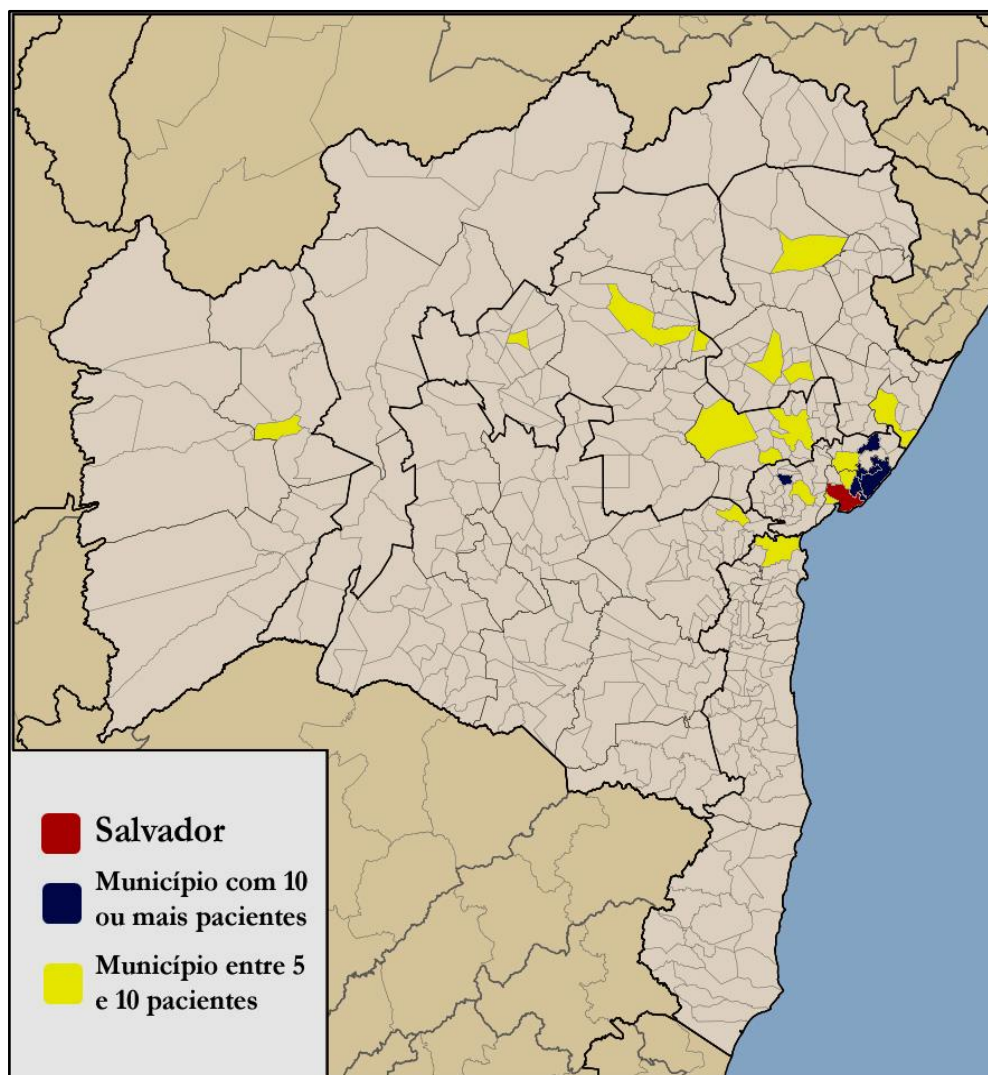 Salvador
Município com 10
ou mais pacientes
Município entre 5
e 10 pacientes